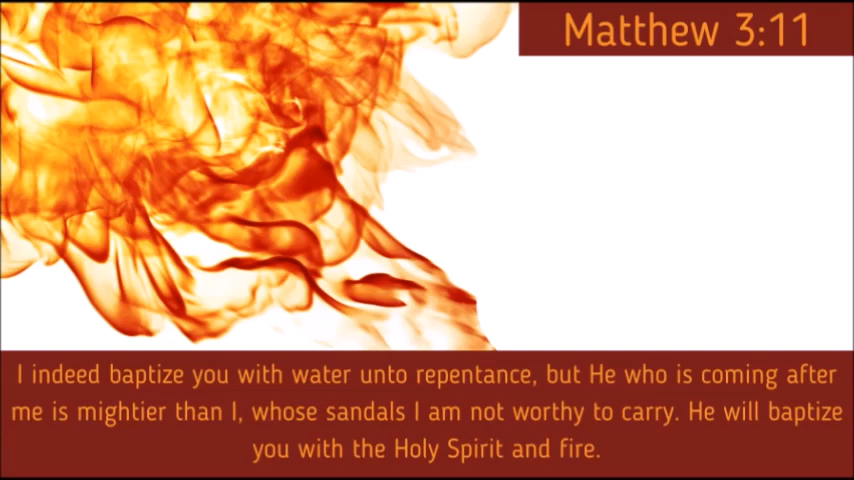 Matthew 3:11
I indeed baptize you with water unto repentance, but He who is coming after
me is mightier than I, whose sandals I am not worthy to carry. He will baptize
you with the Holy Spirit and fire.